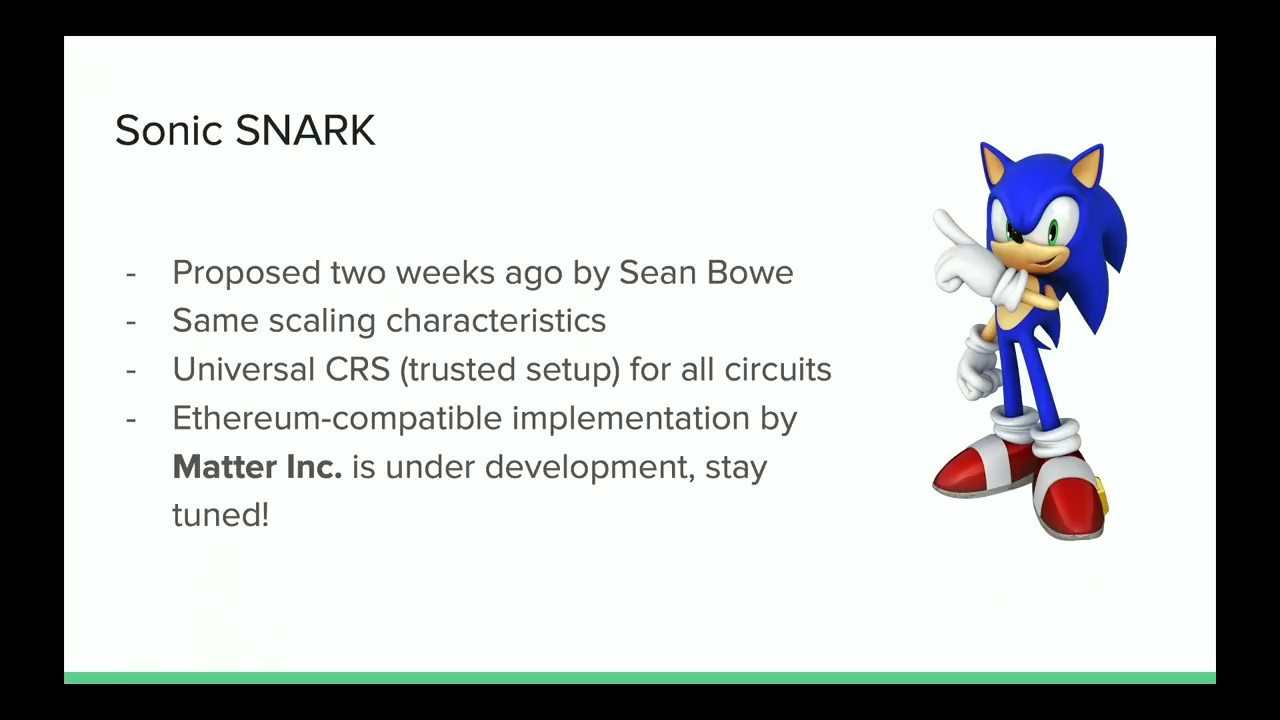 Sonic SNARK
- Proposed two weeks ago by Sean Bowe
- Same scaling characteristics
- Universal CRS (trusted setup) for all circuits
- Ethereum-compatible implementation by
Matter Inc. is under development, stay
tuned!